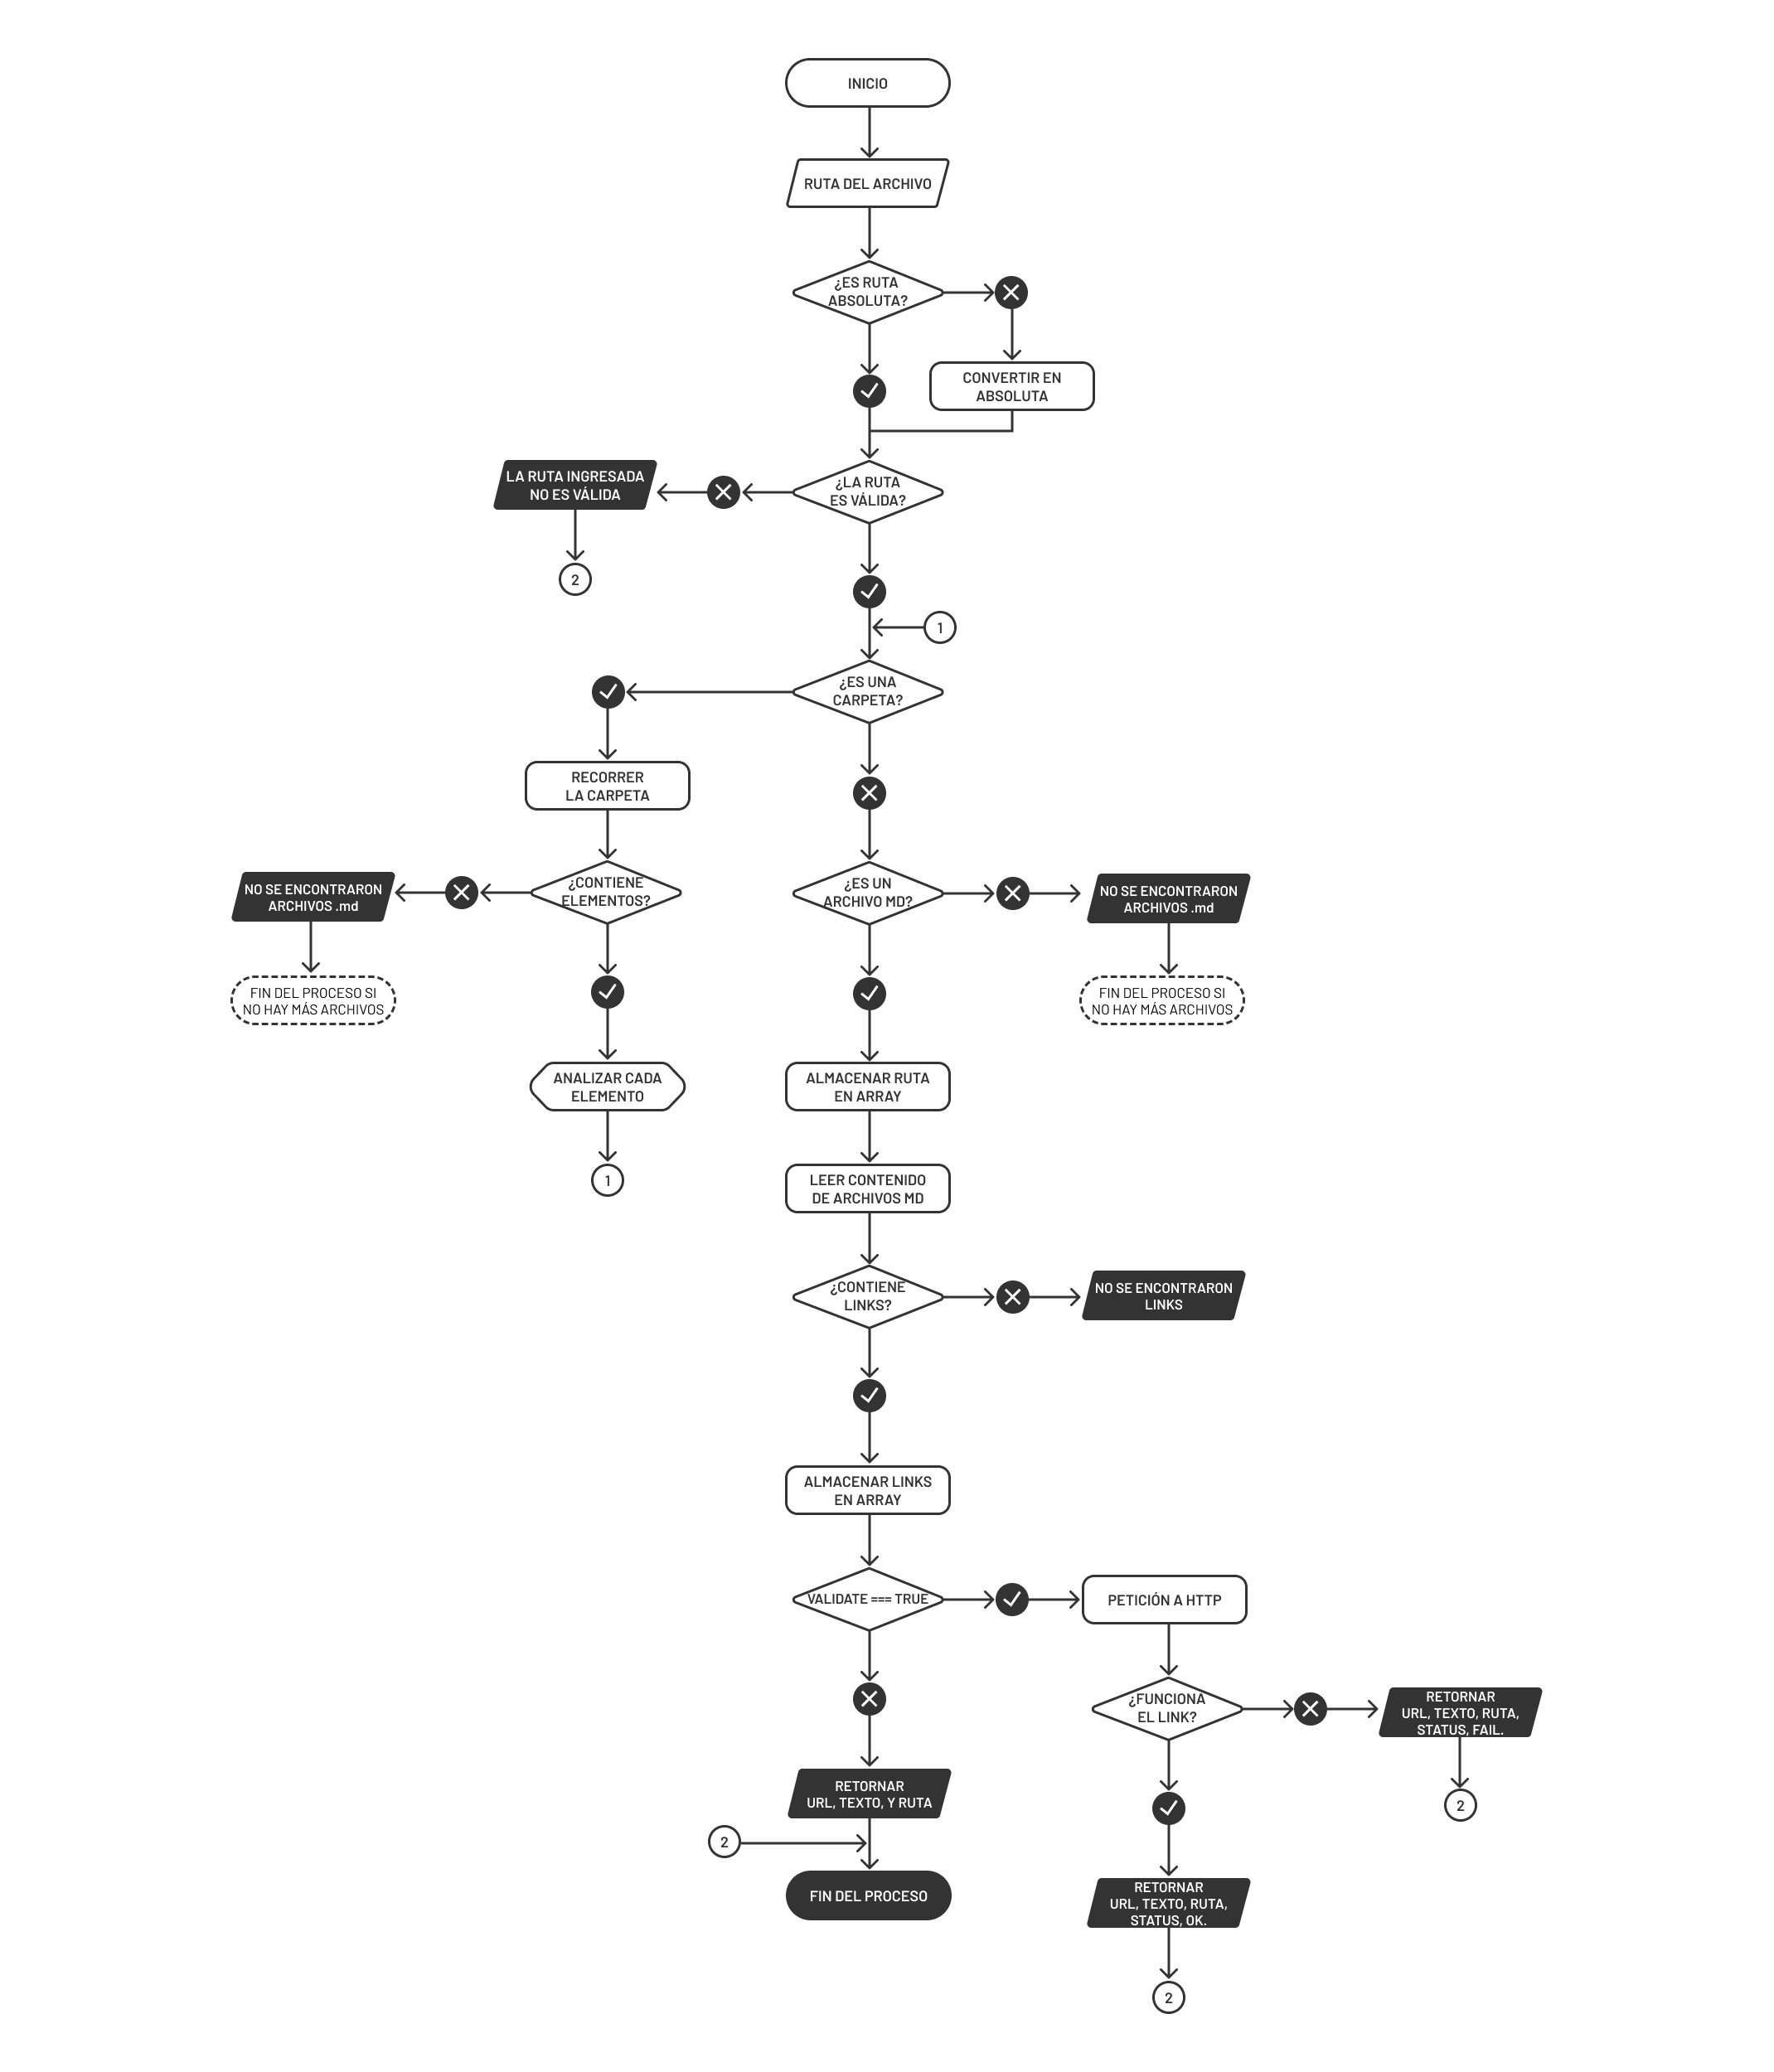 INICIO
RUTA DEL ARCHIVO
¿ES RUTA
ABSOLUTA?
CONVERTIR EN
ABSOLUTA
LA RUTA INGRESADA
NO ES VÁLIDA
¿LA RUTA
ES VÁLIDA?
2
1
¿ES UNA
CARPETA?
RECORRER
LA CARPETA
NO SE ENCONTRARON
ARCHIVOS .md
¿CONTIENE
ELEMENTOS?
¿ES UN
ARCHIVO MD?
NO SE ENCONTRARON
ARCHIVOS .md
FIN DEL PROCESO SI
NO HAY MÁS ARCHIVOS
FIN DEL PROCESO SI
NO HAY MÁS ARCHIVOS
ANALIZAR CADA
ELEMENTO
ALMACENAR RUTA
EN ARRAY
1
LEER CONTENIDO
DE ARCHIVOS MD
¿CONTIENE
LINKS?
NO SE ENCONTRARON
LINKS
ALMACENAR LINKS
EN ARRAY
VALIDATE === TRUE
PETICIÓN A HTTP
¿FUNCIONA
EL LINK?
RETORNAR
URL, TEXTO, RUTA,
STATUS, FAIL.
RETORNAR
URL, TEXTO, Y RUTA
2
2
FIN DEL PROCESO
RETORNAR
URL, TEXTO, RUTA,
STATUS, OK.
2